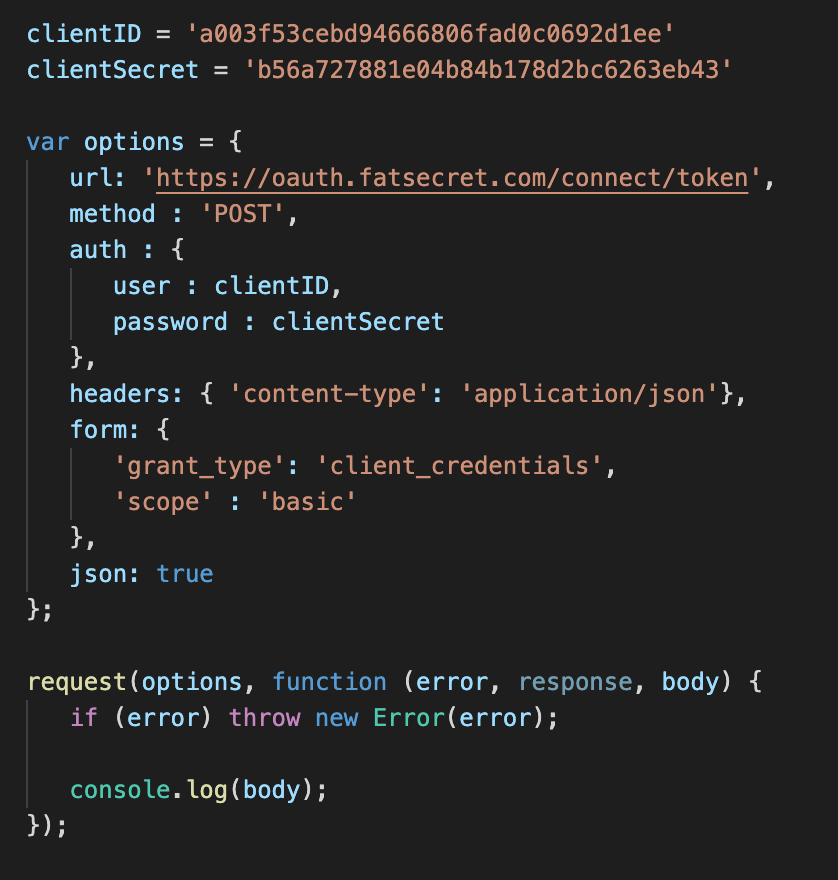 clientID = 'a003f53cebd94666806fad0c0692d1ee'
clientSecret = 'b56a727881e04b84b178d2bc6263eb43'
var options = {
url: 'https://oauth.fatsecret.com/connect/token',
method : 'POST',
auth : {
user : clientID,
password : clientSecret
},
headers: { 'content-type': 'application/json'},
form: {
'grant_type': 'client_credentials',
'scope' : 'basic'
},
json: true
};
request(options, function (error, response, body) {
if (error) throw new Error(error);
console.log(body);
});